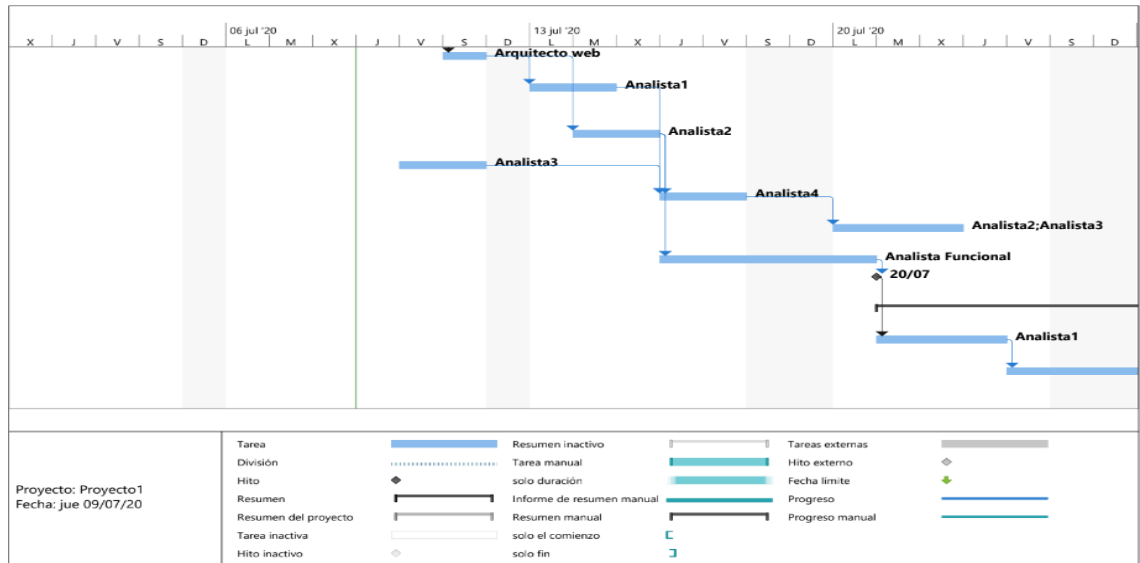 06 jul '20 13 jul '20 20 jul '20
X J V S D L M X J V S D L M X J V S D L M X J V S D
Arquitecto web
Analista1
Analista2
Analista3
Analista4
Analista2;Analista3
Analista Funcional
20/07
Analista1
Tarea Resumen inactivo Tareas externas
División Tarea manual Hito externo
Hito solo duración Fecha límite
Resumen Informe de resumen manual Progreso
Resumen del proyecto Resumen manual Progreso manual
Tarea inactiva solo el comienzo
Hito inactivo solo fin
Proyecto: Proyecto1
Fecha: jue 09/07/20